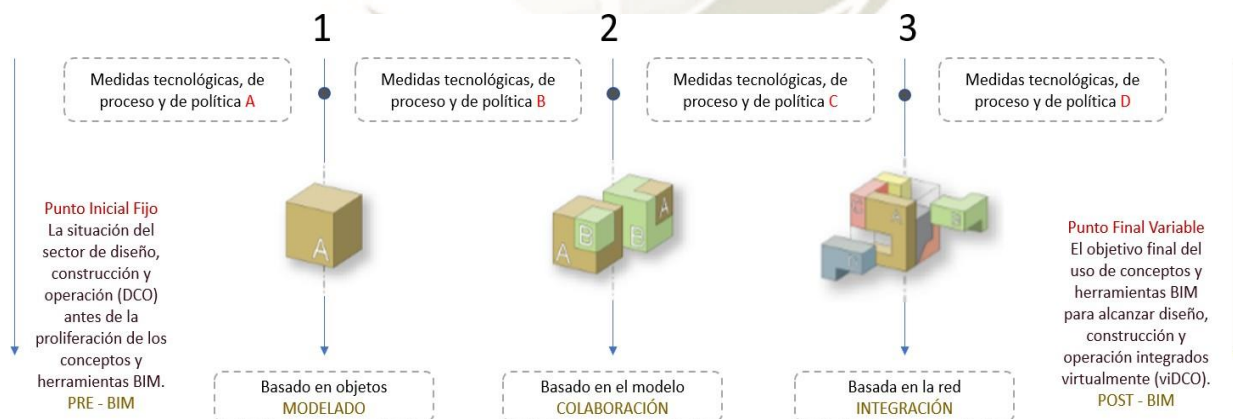 1
2
3
Medidas tecnológicas, de
proceso y de política A
Medidas tecnológicas, de
proceso y de política B
Medidas tecnológicas, de
proceso y de política C
Medidas tecnológicas, de
proceso y de política D
Punto Inicial Fijo
La situación del
sector de diseño,
construcción y
operación (DCO)
antes de la
proliferación de los
conceptos y
herramientas BIM.
PRE - BIM
A
A
B
B
A
A
B
C
Punto Final Variable
El objetivo final del
uso de conceptos y
herramientas BIM
para alcanzar diseño,
construcción y
operación integrados
virtualmente (viDCO).
POST - BIM
Basado en objetos
MODELADO
Basado en el modelo
COLABORACIÓN
Basada en la red
INTEGRACIÓN